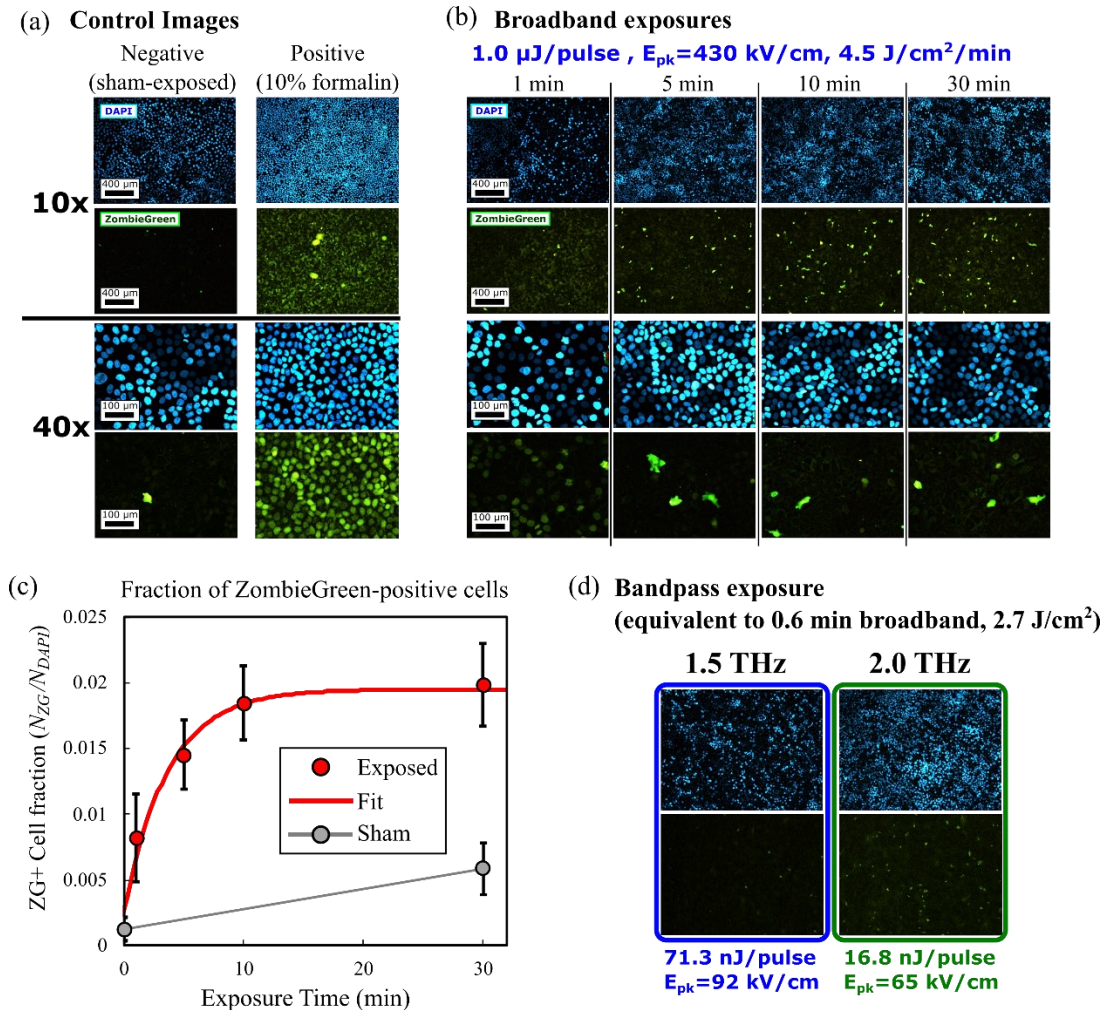 (a) Control Images
Negative
(sham-exposed)
Positive
(10% formalin)
10x
DAPI
400 µm
ZombieGreen
400 µm
40x
100 µm
100 µm
(b) Broadband exposures
1.0 µJ/pulse , Epk=430 kV/cm, 4.5 J/cm²/min
1 min 5 min 10 min 30 min
DAPI
400 µm
ZombieGreen
400 µm
100 µm
100 µm
(c) Fraction of ZombieGreen-positive cells
ZG+ Cell fraction (NZG/NDAPI)
0.025
0.02
0.015
0.01
0.005
0
Exposed
Fit
Sham
0 10 20 30
Exposure Time (min)
(d) Bandpass exposure
(equivalent to 0.6 min broadband, 2.7 J/cm²)
1.5 THz 2.0 THz
71.3 nJ/pulse
Epk=92 kV/cm
16.8 nJ/pulse
Epk=65 kV/cm